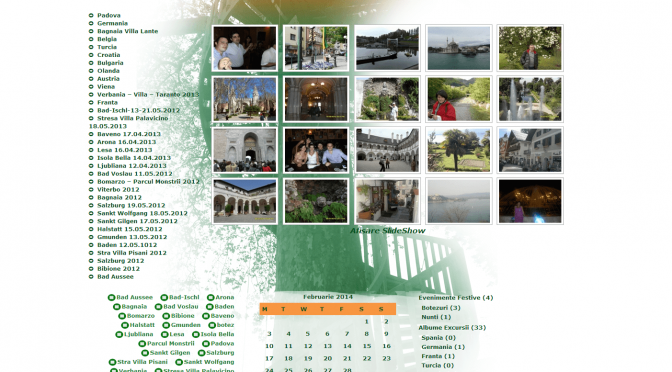 Padova
Germania
Bagnaia Villa Lante
Belgia
Turcia
Croatia
Bulgaria
Olanda
Austria
Viena
Verbania – Villa – Taranto 2013
Franta
Bad-Ischl-13-21.05.2012
Stresa Villa Palavicino
18.05.2013
Baveno 17.04.2013
Arona 16.04.2013
Lesa 16.04.2013
Isola Bella 14.04.2013
Ljubliana 12.04.2013
Bad Voslau 11.05.2012
Bomarzo – Parcul Monstrii 2012
Viterbo 2012
Bagnaia 2012
Salzburg 19.05.2012
Sankt Wolfgang 18.05.2012
Sankt Gilgen 17.05.2012
Halstatt 15.05.2012
Gmunden 13.05.2012
Baden 12.05.1012
Stra Villa Pisani 2012
Salzburg 2012
Bibione 2012
Bad Aussee
Afisare SlideShow
Bad Aussee Bad-Ischl Arona
Bagnaia Bad Voslau Baden
Bomarzo Bibione Baveno
Halstatt Gmunden botez
Ljubliana Lesa Isola Bella
Parcul Monstrii Padova
Sankt Gilgen Salzburg
Stra Villa Pisani Sankt Wolfgang
Verbania Stresa Villa Palavicino
Februarie 2014
M T W T F S S
1 2
3 4 5 6 7 8 9
10 11 12 13 14 15 16
17 18 19 20 21 22 23
24 25 26 27 28
Evenimente Festive (4)
Botezuri (3)
Nunti (1)
Albume Excursii (33)
Spania (0)
Germania (1)
Franta (1)
Turcia (0)